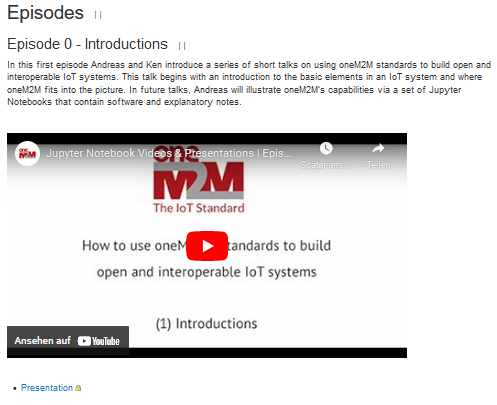 Episodes
Episode 0 - Introductions
In this first episode Andreas and Ken introduce a series of short talks on using oneM2M standards to build open and
interoperable IoT systems. This talk begins with an introduction to the basic elements in an IoT system and where
oneM2M fits into the picture. In future talks, Andreas will illustrate oneM2M's capabilities via a set of Jupyter
Notebooks that contain software and explanatory notes.
oneM2M Jupyter Notebook Videos & Presentations | Epis...
Später ans...
Teilen
one
M2M
The IoT Standard
How to use oneM tandards to build
open and interoperable IoT systems
(1) Introductions
Ansehen auf YouTube
Presentation